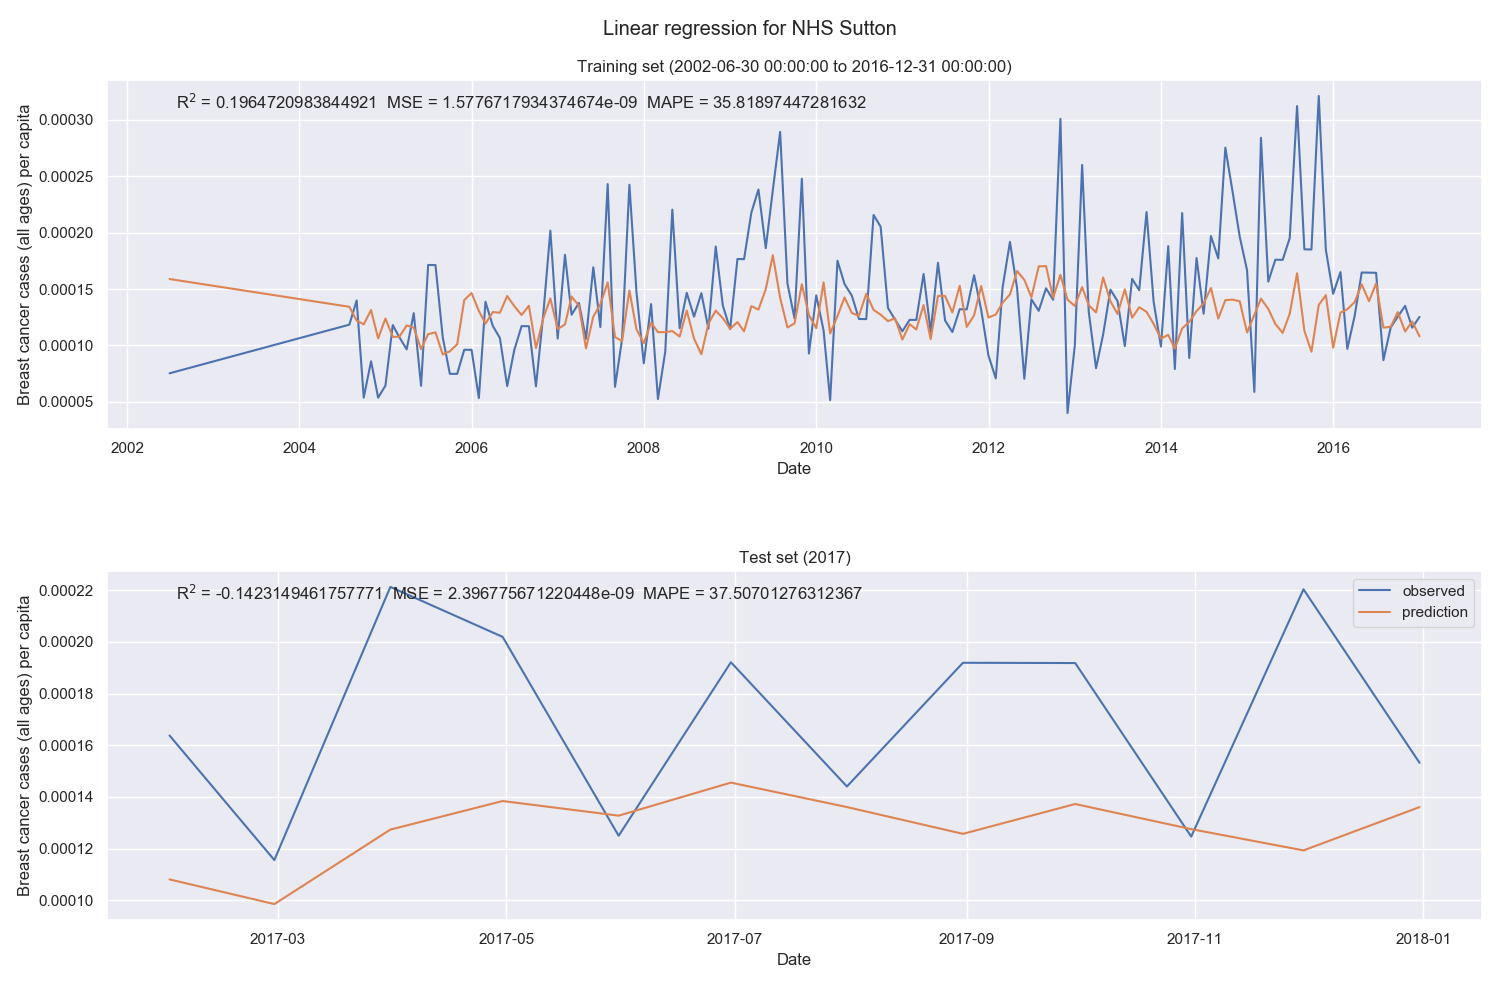 Linear regression for NHS Sutton
Training set (2002-06-30 00:00:00 to 2016-12-31 00:00:00)
R² = 0.1964720983844921 MSE = 1.5776717934374674e-09 MAPE = 35.81897447281632
Breast cancer cases (all ages) per capita
0.00030
0.00025
0.00020
0.00015
0.00010
0.00005
2002 2004 2006 2008 2010 2012 2014 2016
Date
Test set (2017)
R² = -0.1423149461757771 MSE = 2.396775671220448e-09 MAPE = 37.50701276312367
observed
prediction
Breast cancer cases (all ages) per capita
0.00022
0.00020
0.00018
0.00016
0.00014
0.00012
0.00010
2017-03 2017-05 2017-07 2017-09 2017-11 2018-01
Date